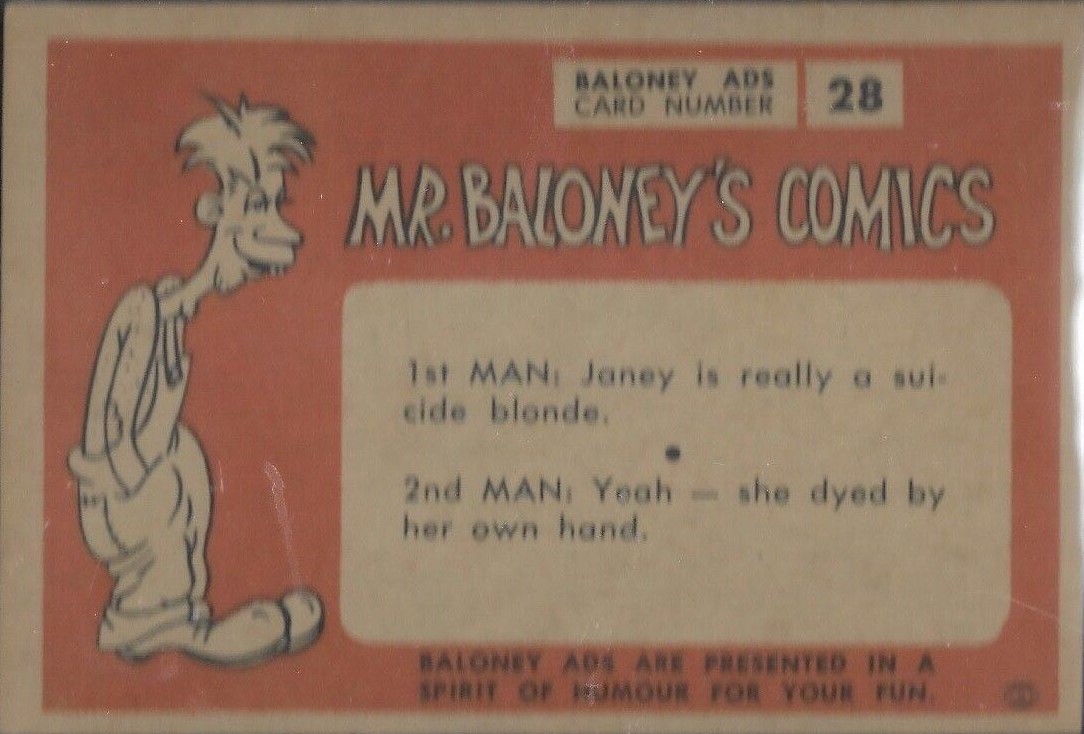 BALONEY ADS
CARD NUMBER
28
MR. BALONEY'S COMICS
1st MAN: Janey is really a sui-
cide blonde.
•
2nd MAN: Yeah — she dyed by
her own hand.
BALONEY ADS ARE PRESENTED IN A
SPIRIT OF HUMOUR FOR YOUR FUN.